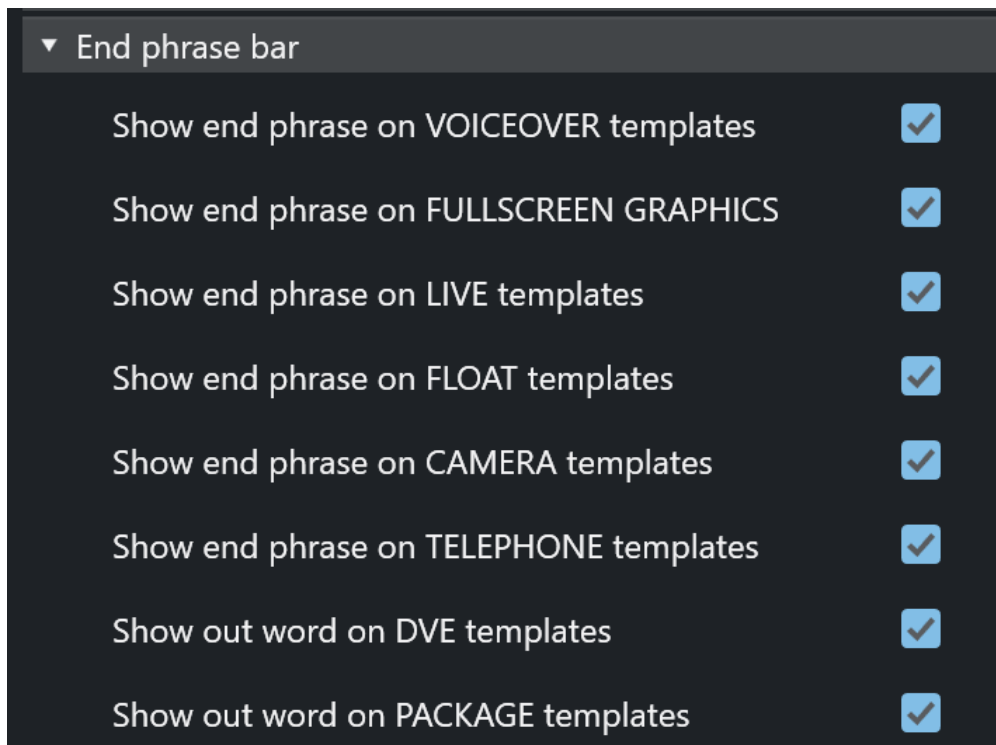 End phrase bar
Show end phrase on VOICEOVER templates
Show end phrase on FULLSCREEN GRAPHICS
Show end phrase on LIVE templates
Show end phrase on FLOAT templates
Show end phrase on CAMERA templates
Show end phrase on TELEPHONE templates
Show out word on DVE templates
Show out word on PACKAGE templates